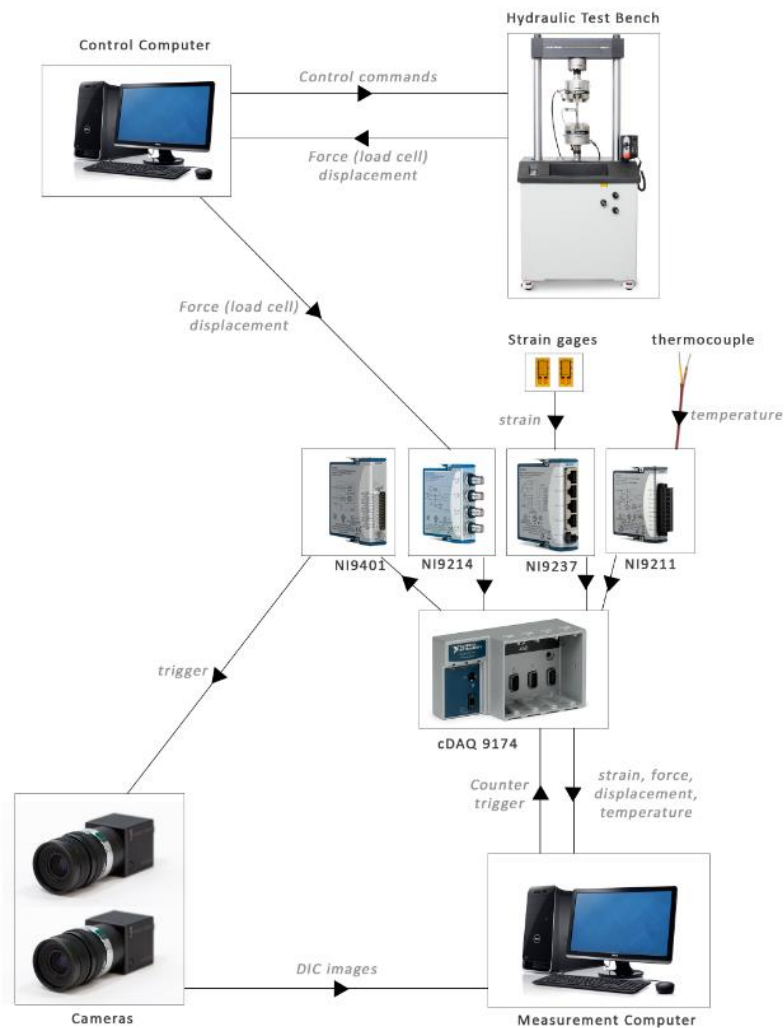 Hydraulic Test Bench
Control Computer
Control commands
Force (load cell)
displacement
Force (load cell)
displacement
Strain gages
thermocouple
strain
temperature
NI9401
NI9214
NI9237
NI9211
trigger
cDAQ 9174
Counter
trigger
strain, force,
displacement,
temperature
DIC images
Cameras
Measurement Computer